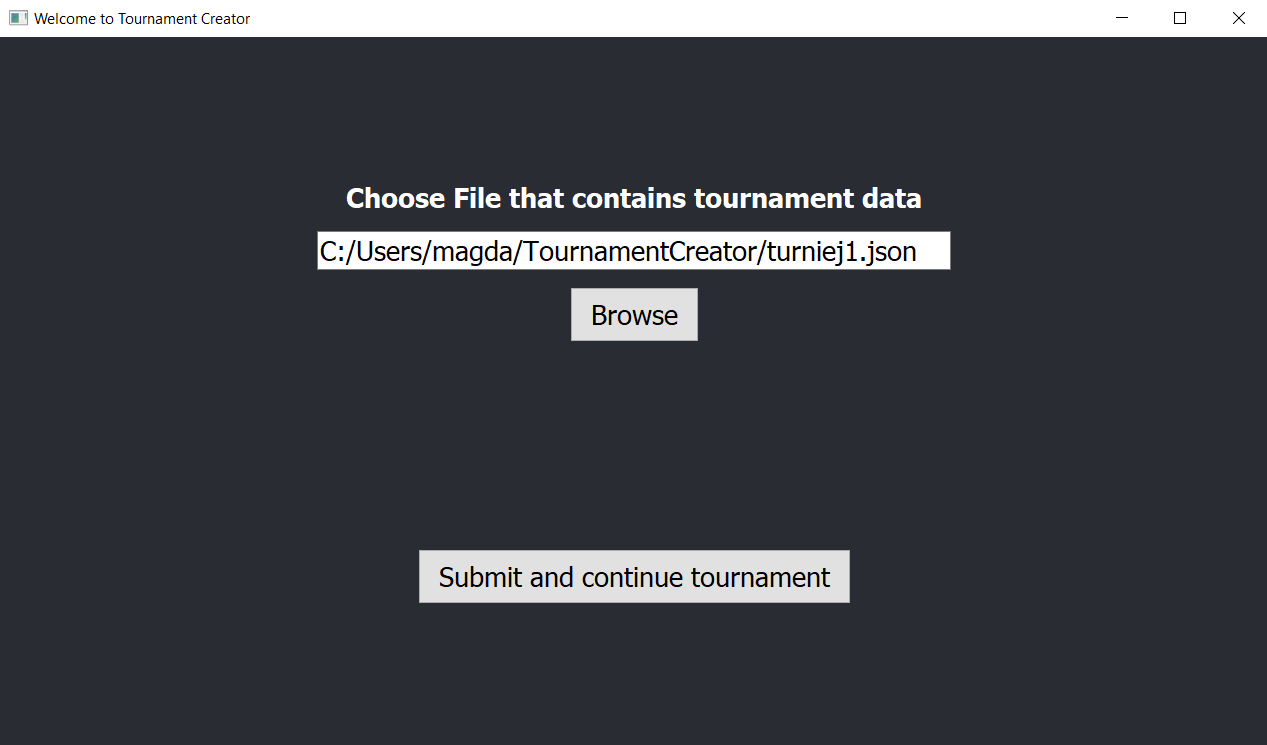 Welcome to Tournament Creator
Choose File that contains tournament data
C:/Users/magda/TournamentCreator/turniej1.json
Browse
Submit and continue tournament